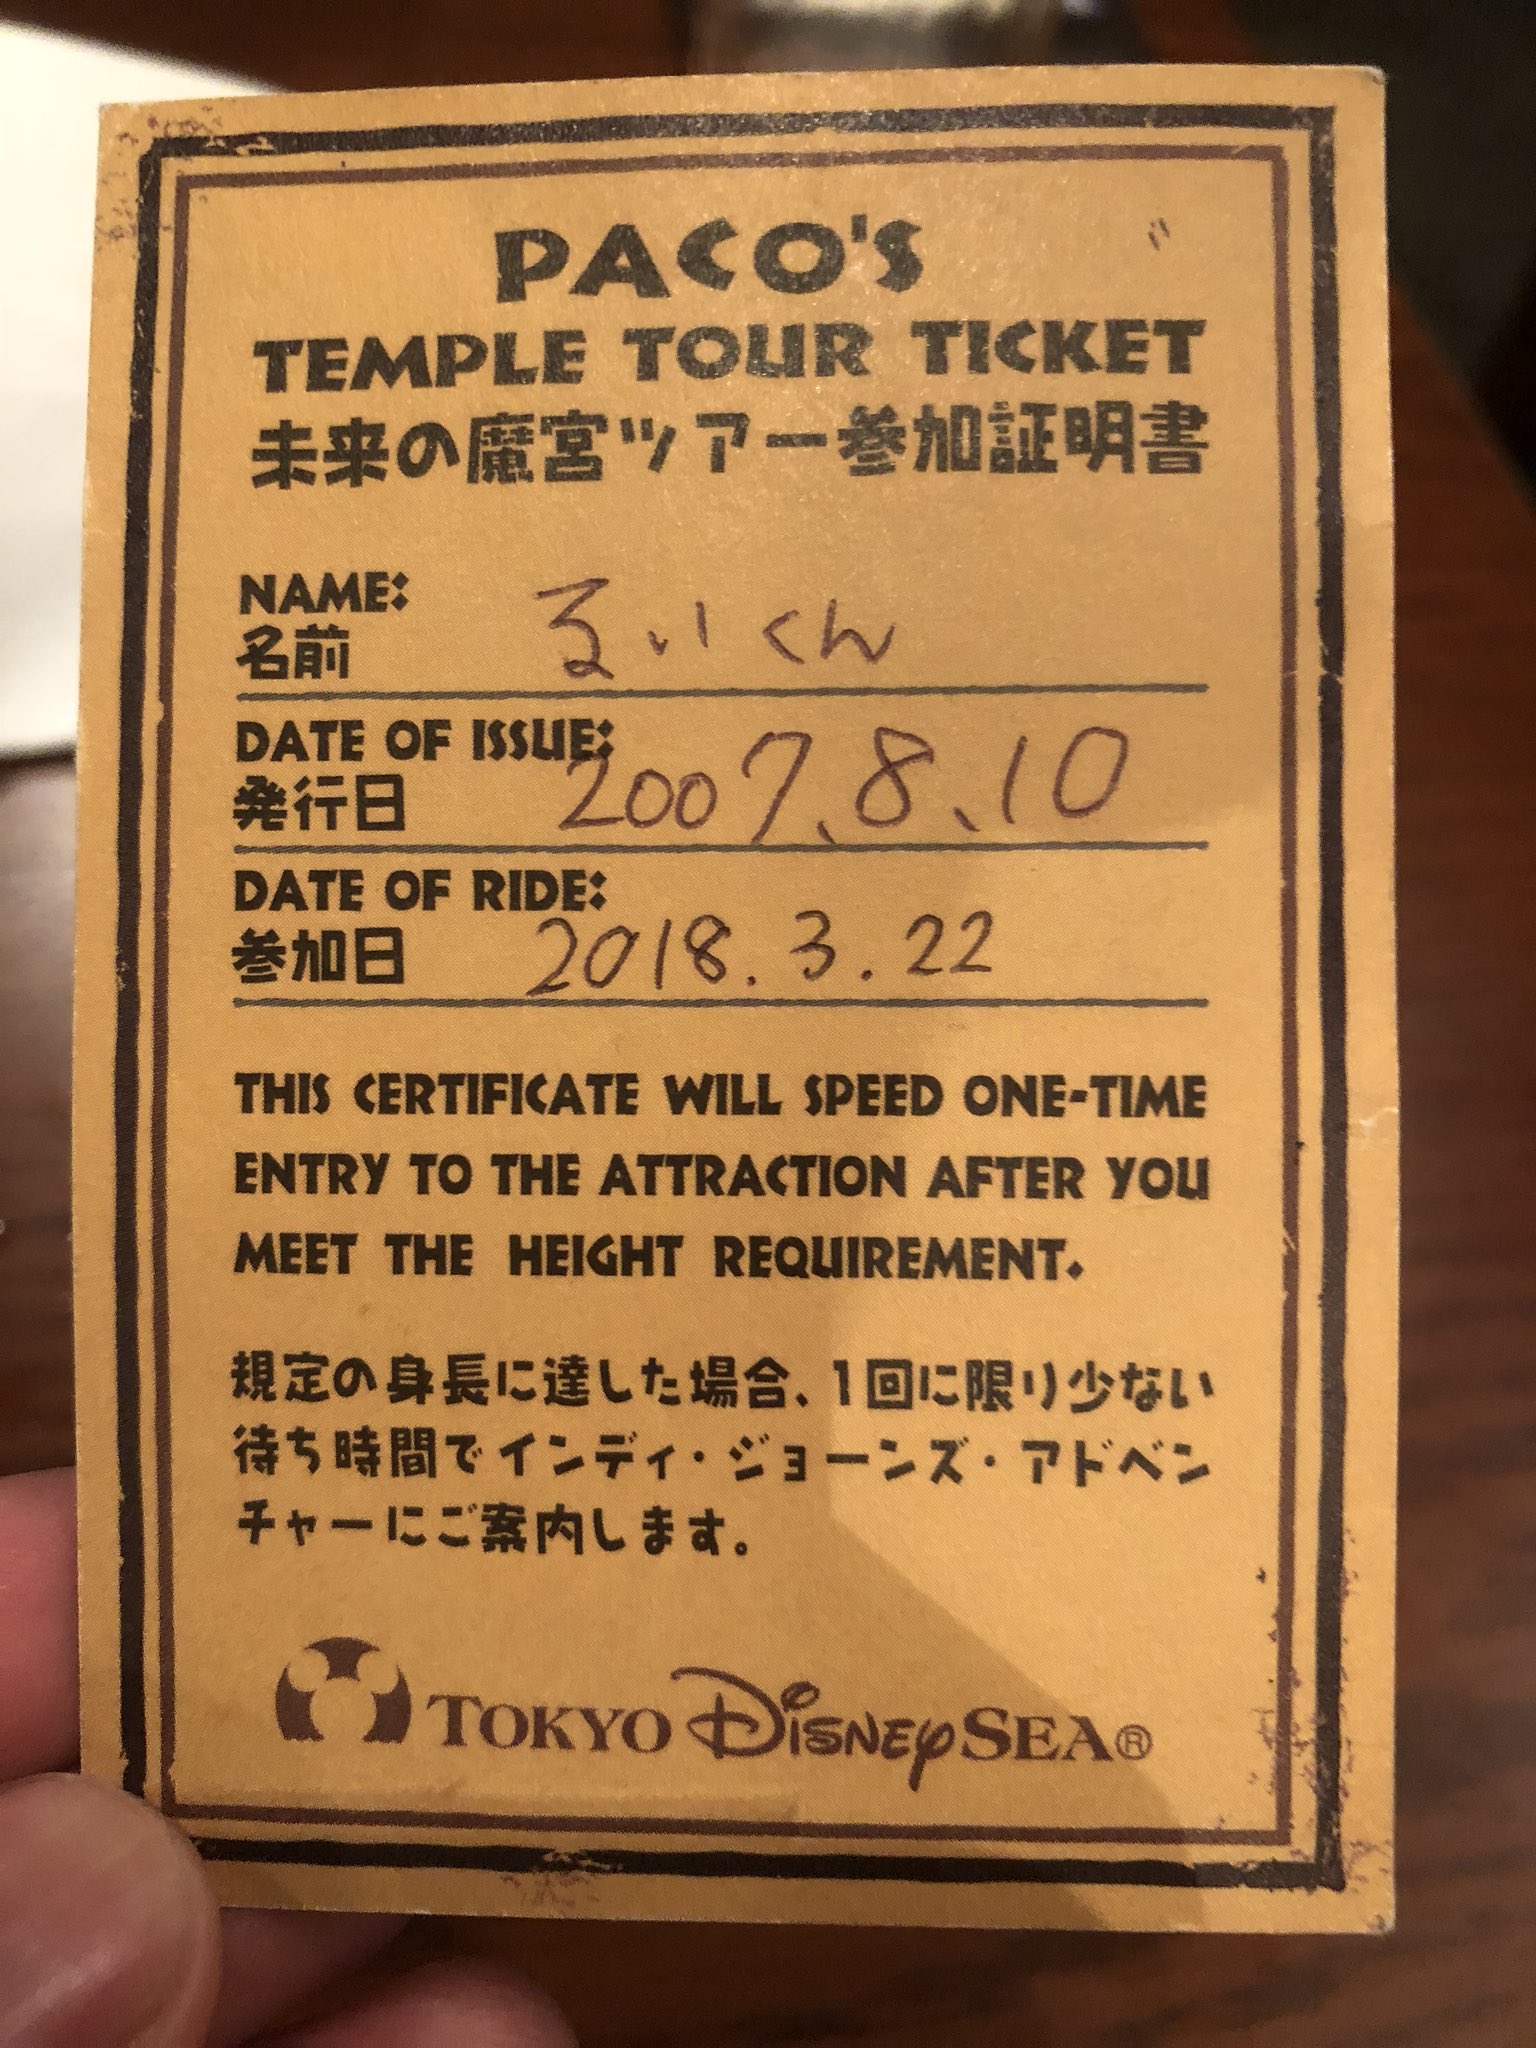 PACO'S
TEMPLE TOUR TICKET
未来の魔宮ツアー参加証明書
NAME:
名前 るいくん
DATE OF ISSUE:
発行日 2007、8、10
DATE OF RIDE:
参加日 2018.3.22
THIS CERTIFICATE WILL SPEED ONE-TIME
ENTRY TO THE ATTRACTION AFTER YOU
MEET THE HEIGHT REQUIREMENT.
規定の身長に達した場合、1回に限り少ない
待ち時間でインディ・ジョーンズ・アドベン
チャーにご案内します。
TOKYO DISNEY SEA®